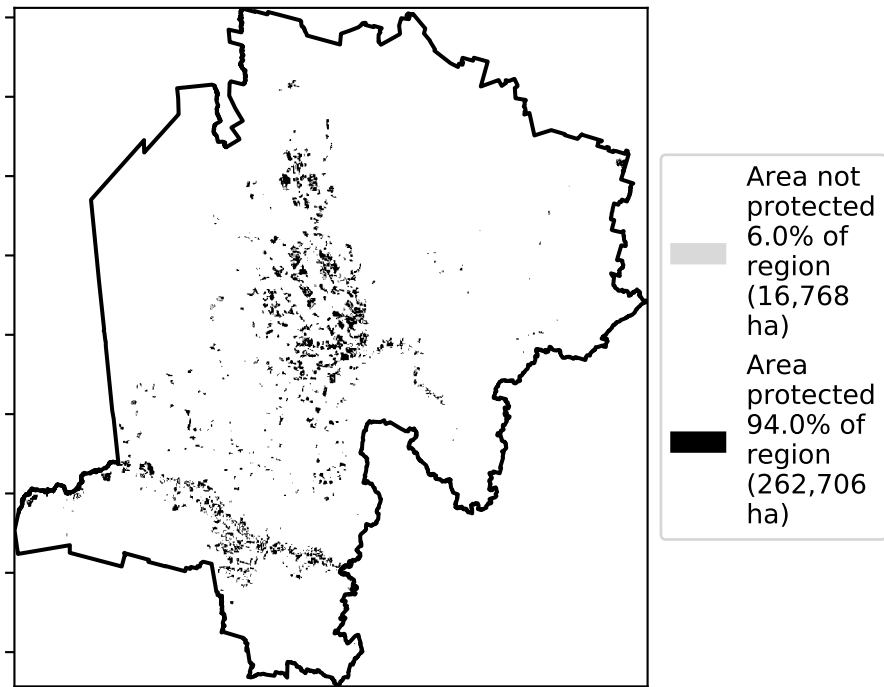 Area not
protected
6.0% of
region
(16,768
ha)
Area
protected
94.0% of
region
(262,706
ha)